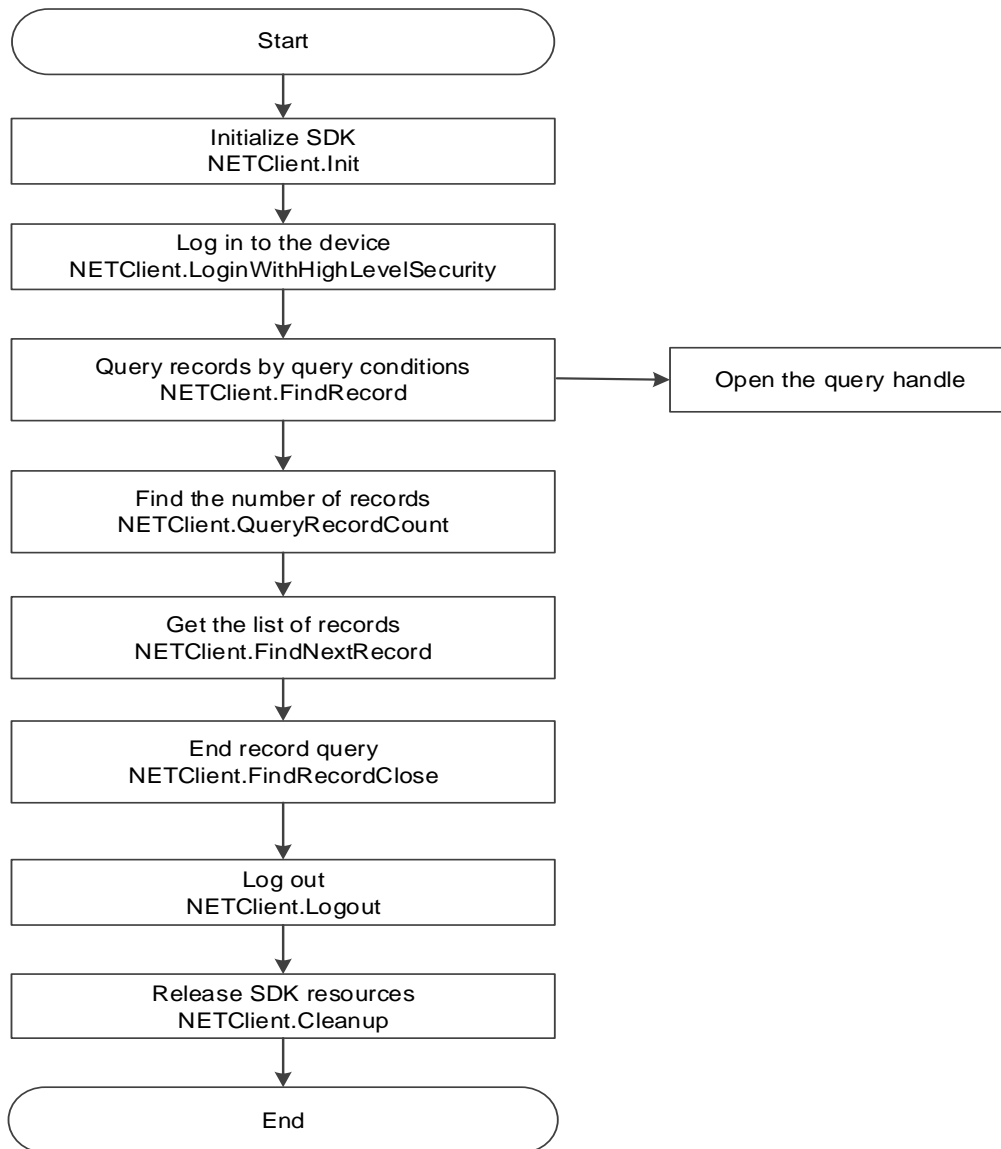 Start
Initialize SDK
NETClient.Init
Log in to the device
NETClient.LoginWithHighLevelSecurity
Query records by query conditions
NETClient.FindRecord
Open the query handle
Find the number of records
NETClient.QueryRecordCount
Get the list of records
NETClient.FindNextRecord
End record query
NETClient.FindRecordClose
Log out
NETClient.Logout
Release SDK resources
NETClient.Cleanup
End